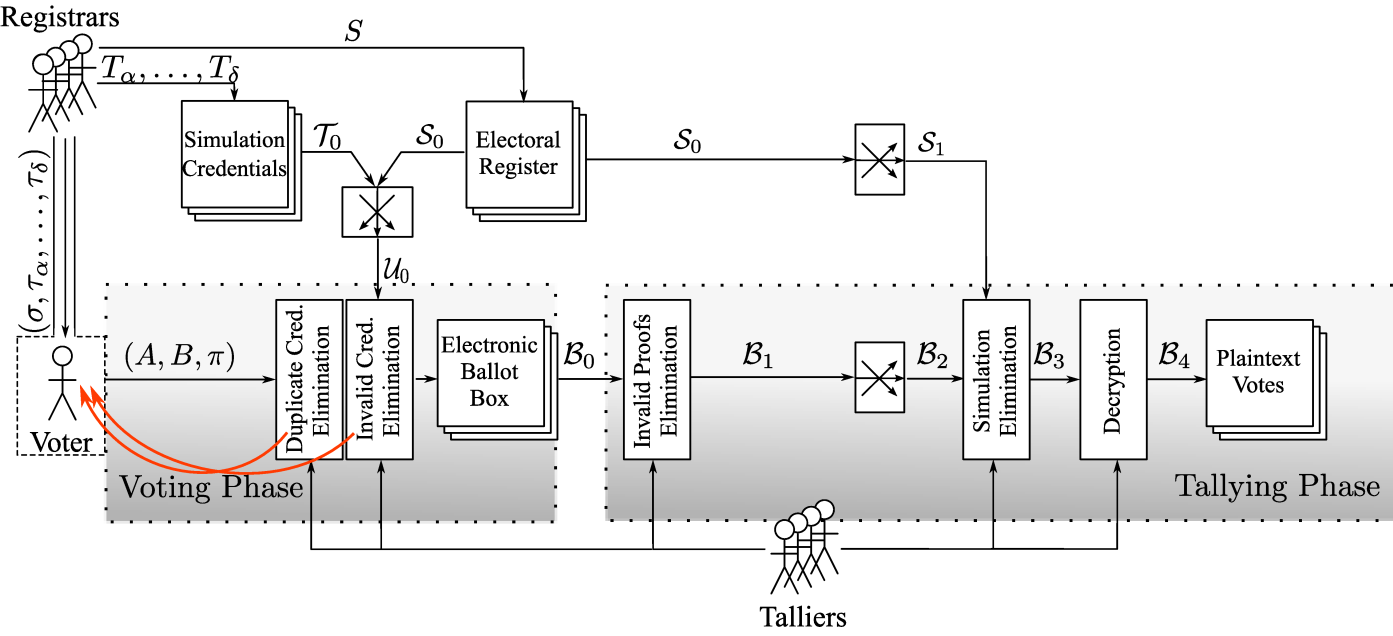 Registrars
S
T_α, . . . , T_δ
Simulation
Credentials
𝒯_0
𝒮_0
Electoral
Register
𝒮_0
𝒮_1
(σ, τ_α, . . . , τ_δ)
𝒰_0
Voter
(A, B, π)
Duplicate Cred.
Elimination
Invalid Cred.
Elimination
Electronic
Ballot
Box
ℬ_0
Invalid Proofs
Elimination
ℬ_1
ℬ_2
Simulation
Elimination
ℬ_3
Decryption
ℬ_4
Plaintext
Votes
Voting Phase
Tallying Phase
Talliers